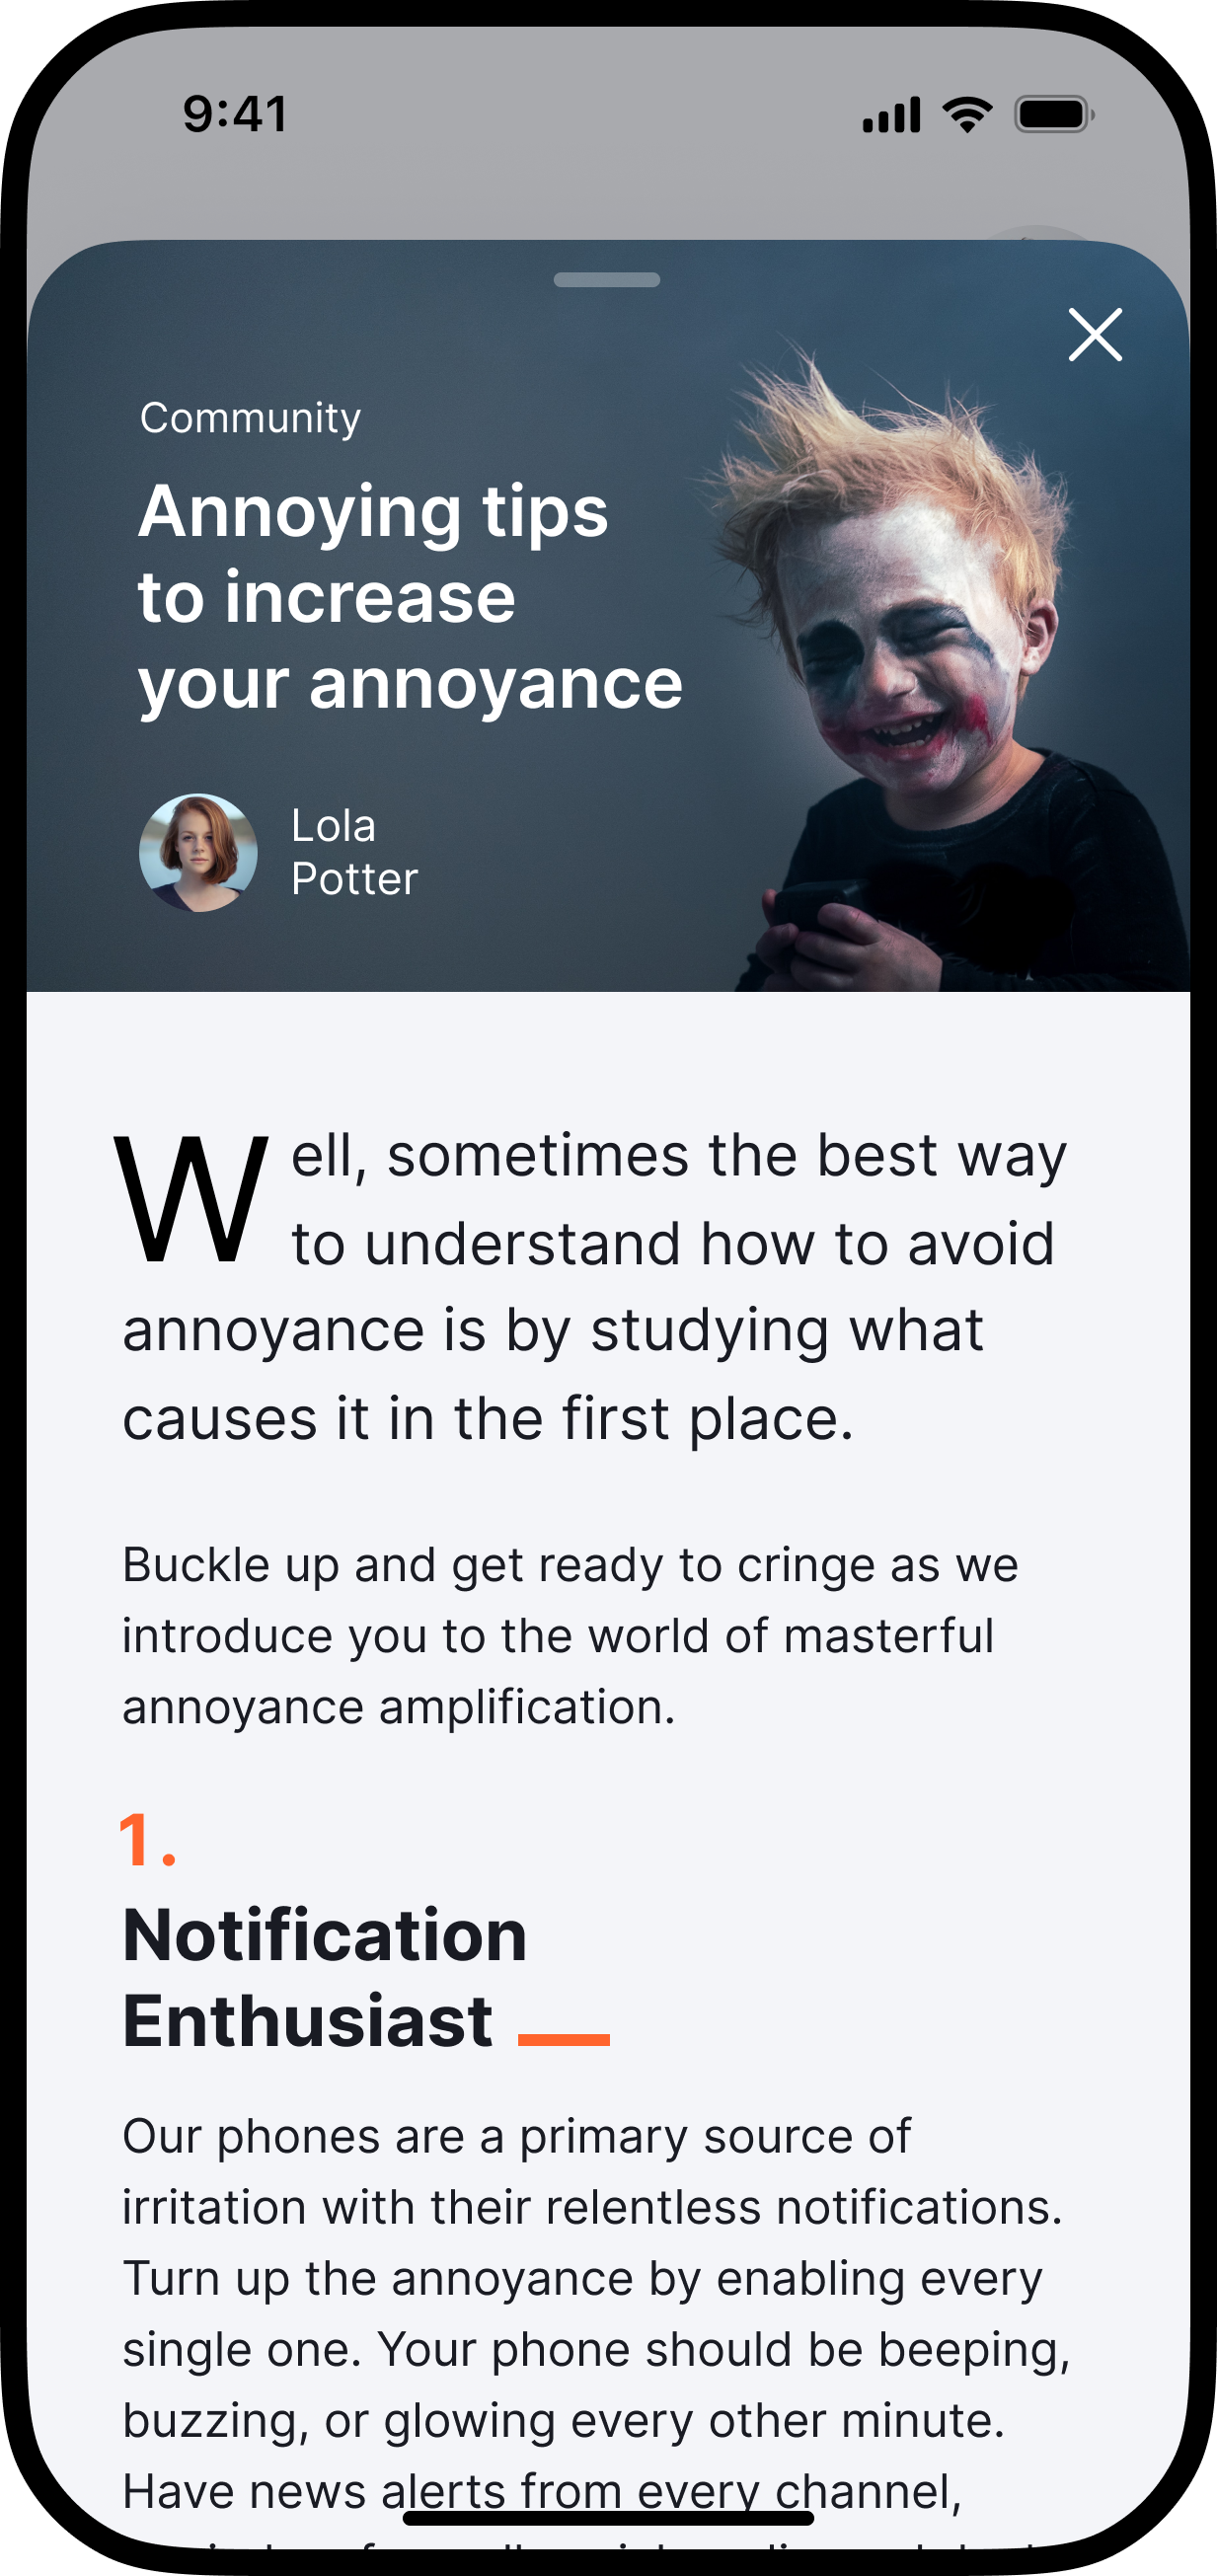 9:41
Community
Annoying tips
to increase
your annoyance
Lola
Potter
Well, sometimes the best way
to understand how to avoid
annoyance is by studying what
causes it in the first place.
Buckle up and get ready to cringe as we
introduce you to the world of masterful
annoyance amplification.
1.
Notification
Enthusiast
Our phones are a primary source of
irritation with their relentless notifications.
Turn up the annoyance by enabling every
single one. Your phone should be beeping,
buzzing, or glowing every other minute.
Have news alerts from every channel,